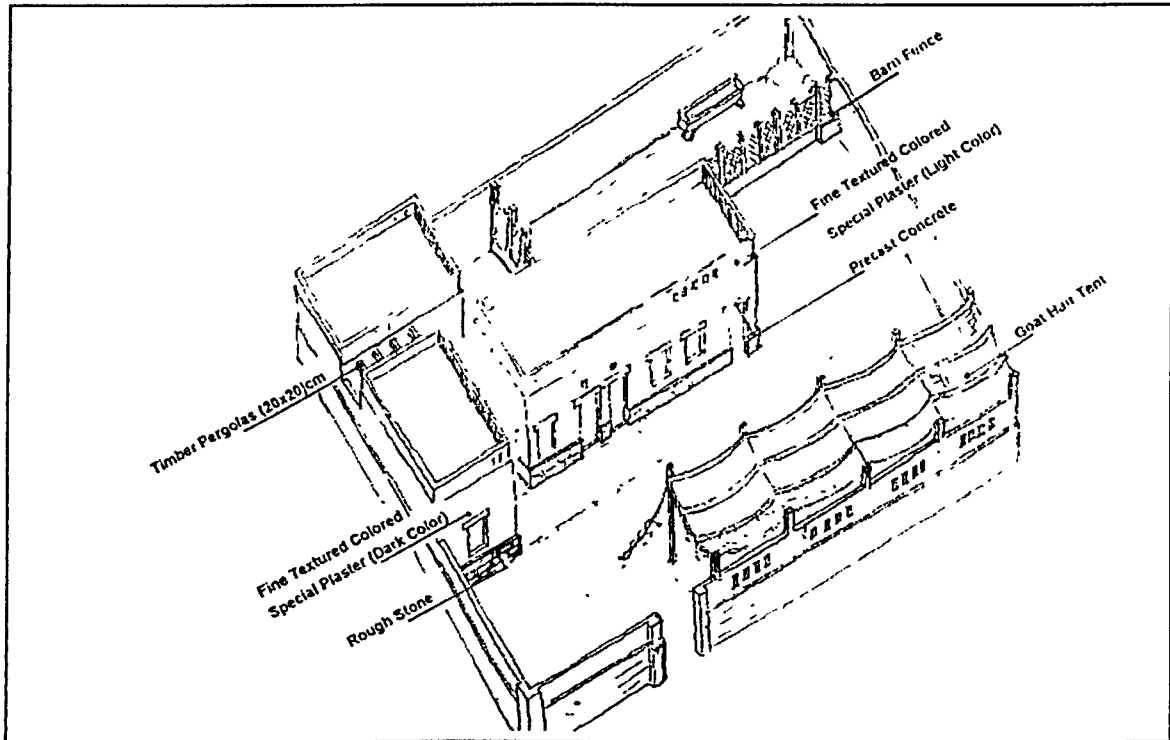 Barn Fence
Fine Textured Colored
Special Plaster (Light Color)
Precast Concrete
Goat Hair Tent
Timber Pergolas (20x20)cm
Fine Textured Colored
Special Plaster (Dark Color)
Rough Stone